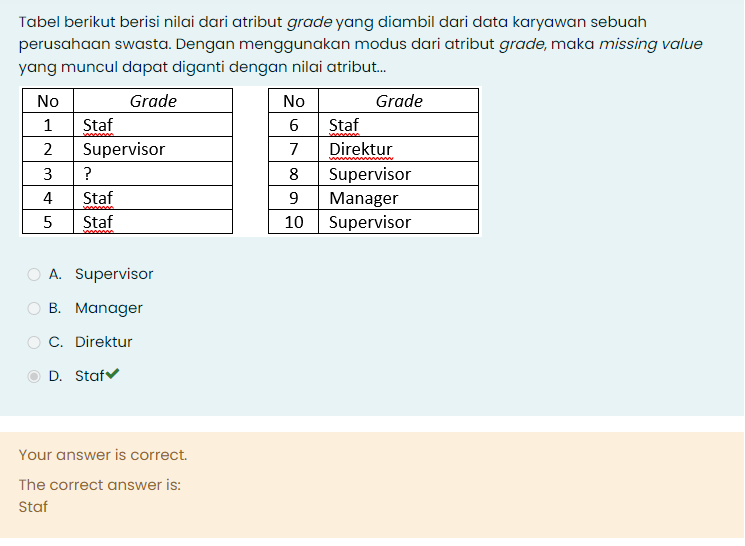 Tabel berikut berisi nilai dari atribut grade yang diambil dari data karyawan sebuah
perusahaan swasta. Dengan menggunakan modus dari atribut grade, maka missing value
yang muncul dapat diganti dengan nilai atribut...
No Grade
1 Staf
2 Supervisor
3 ?
4 Staf
5 Staf
No Grade
6 Staf
7 Direktur
8 Supervisor
9 Manager
10 Supervisor
A. Supervisor
B. Manager
C. Direktur
D. Staf
Your answer is correct.
The correct answer is:
Staf